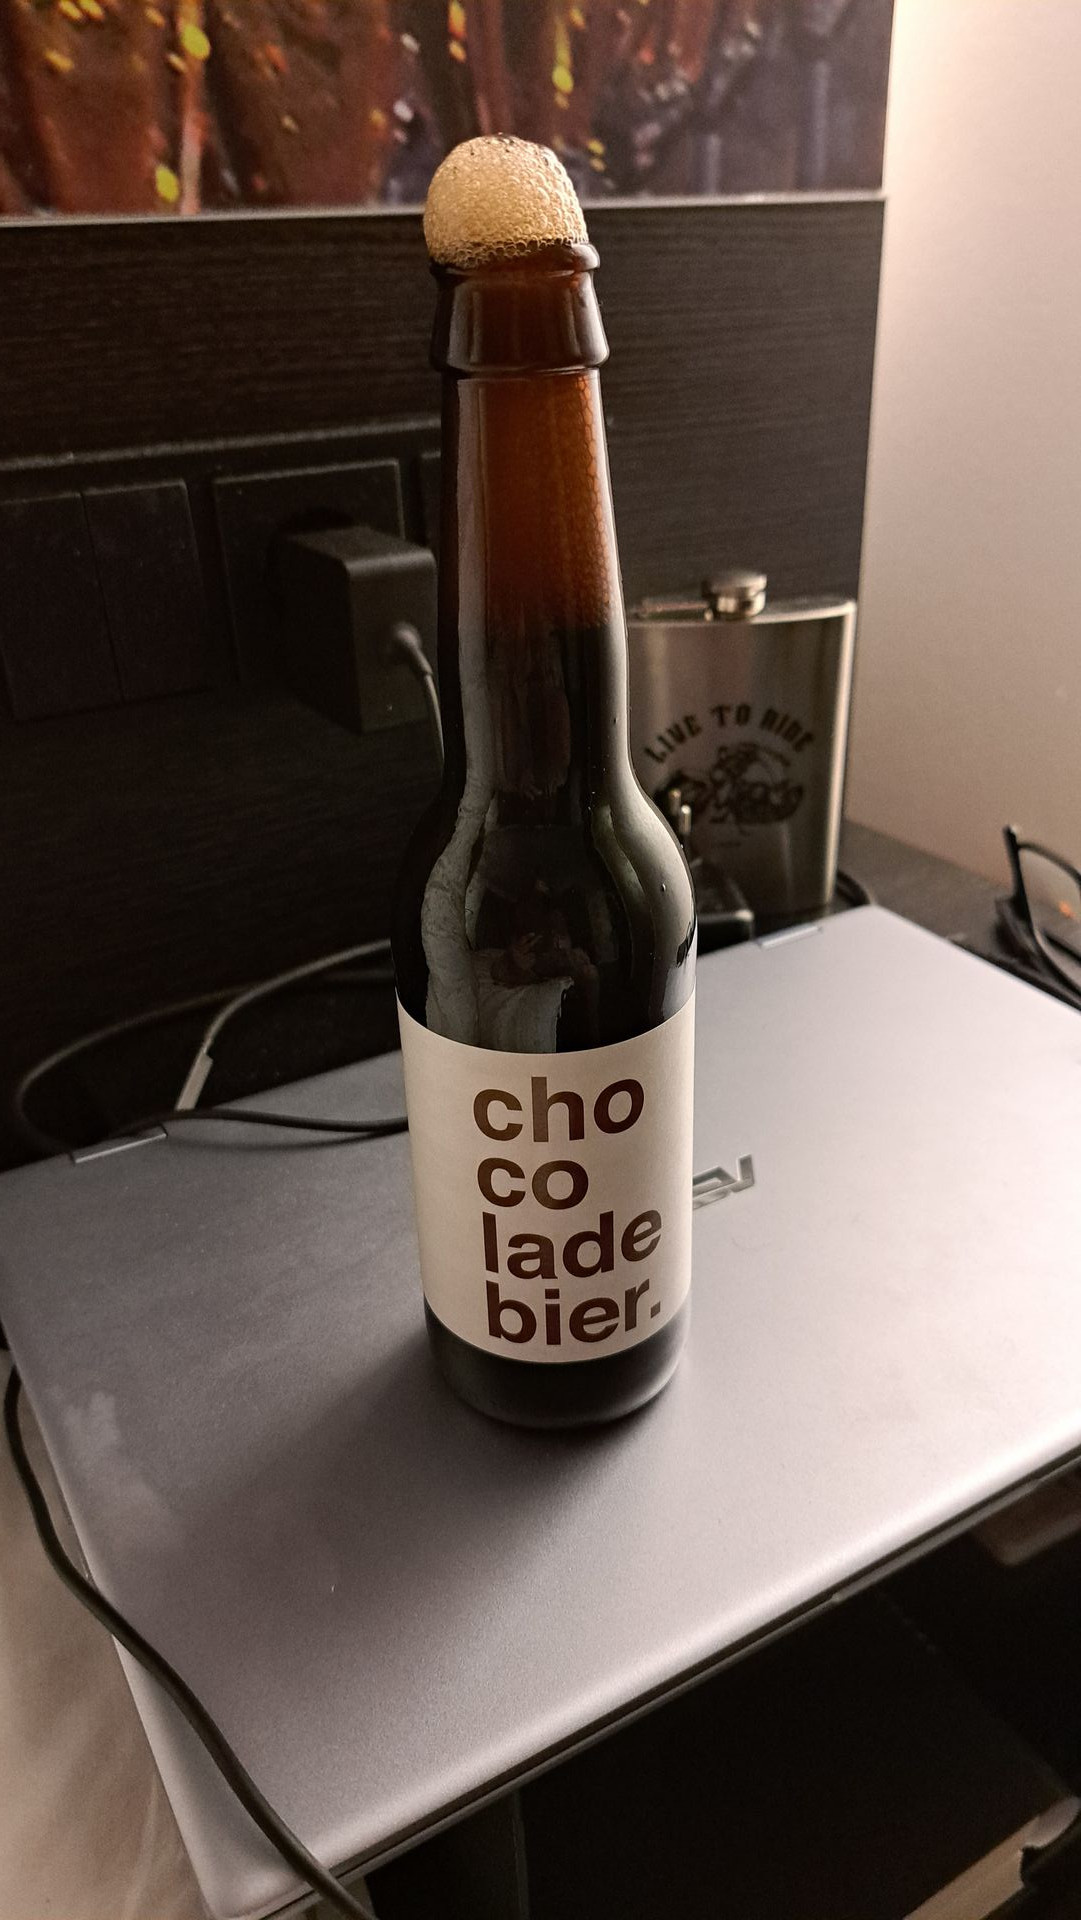 LIVE TO RIDE
cho
co
lade
bier.